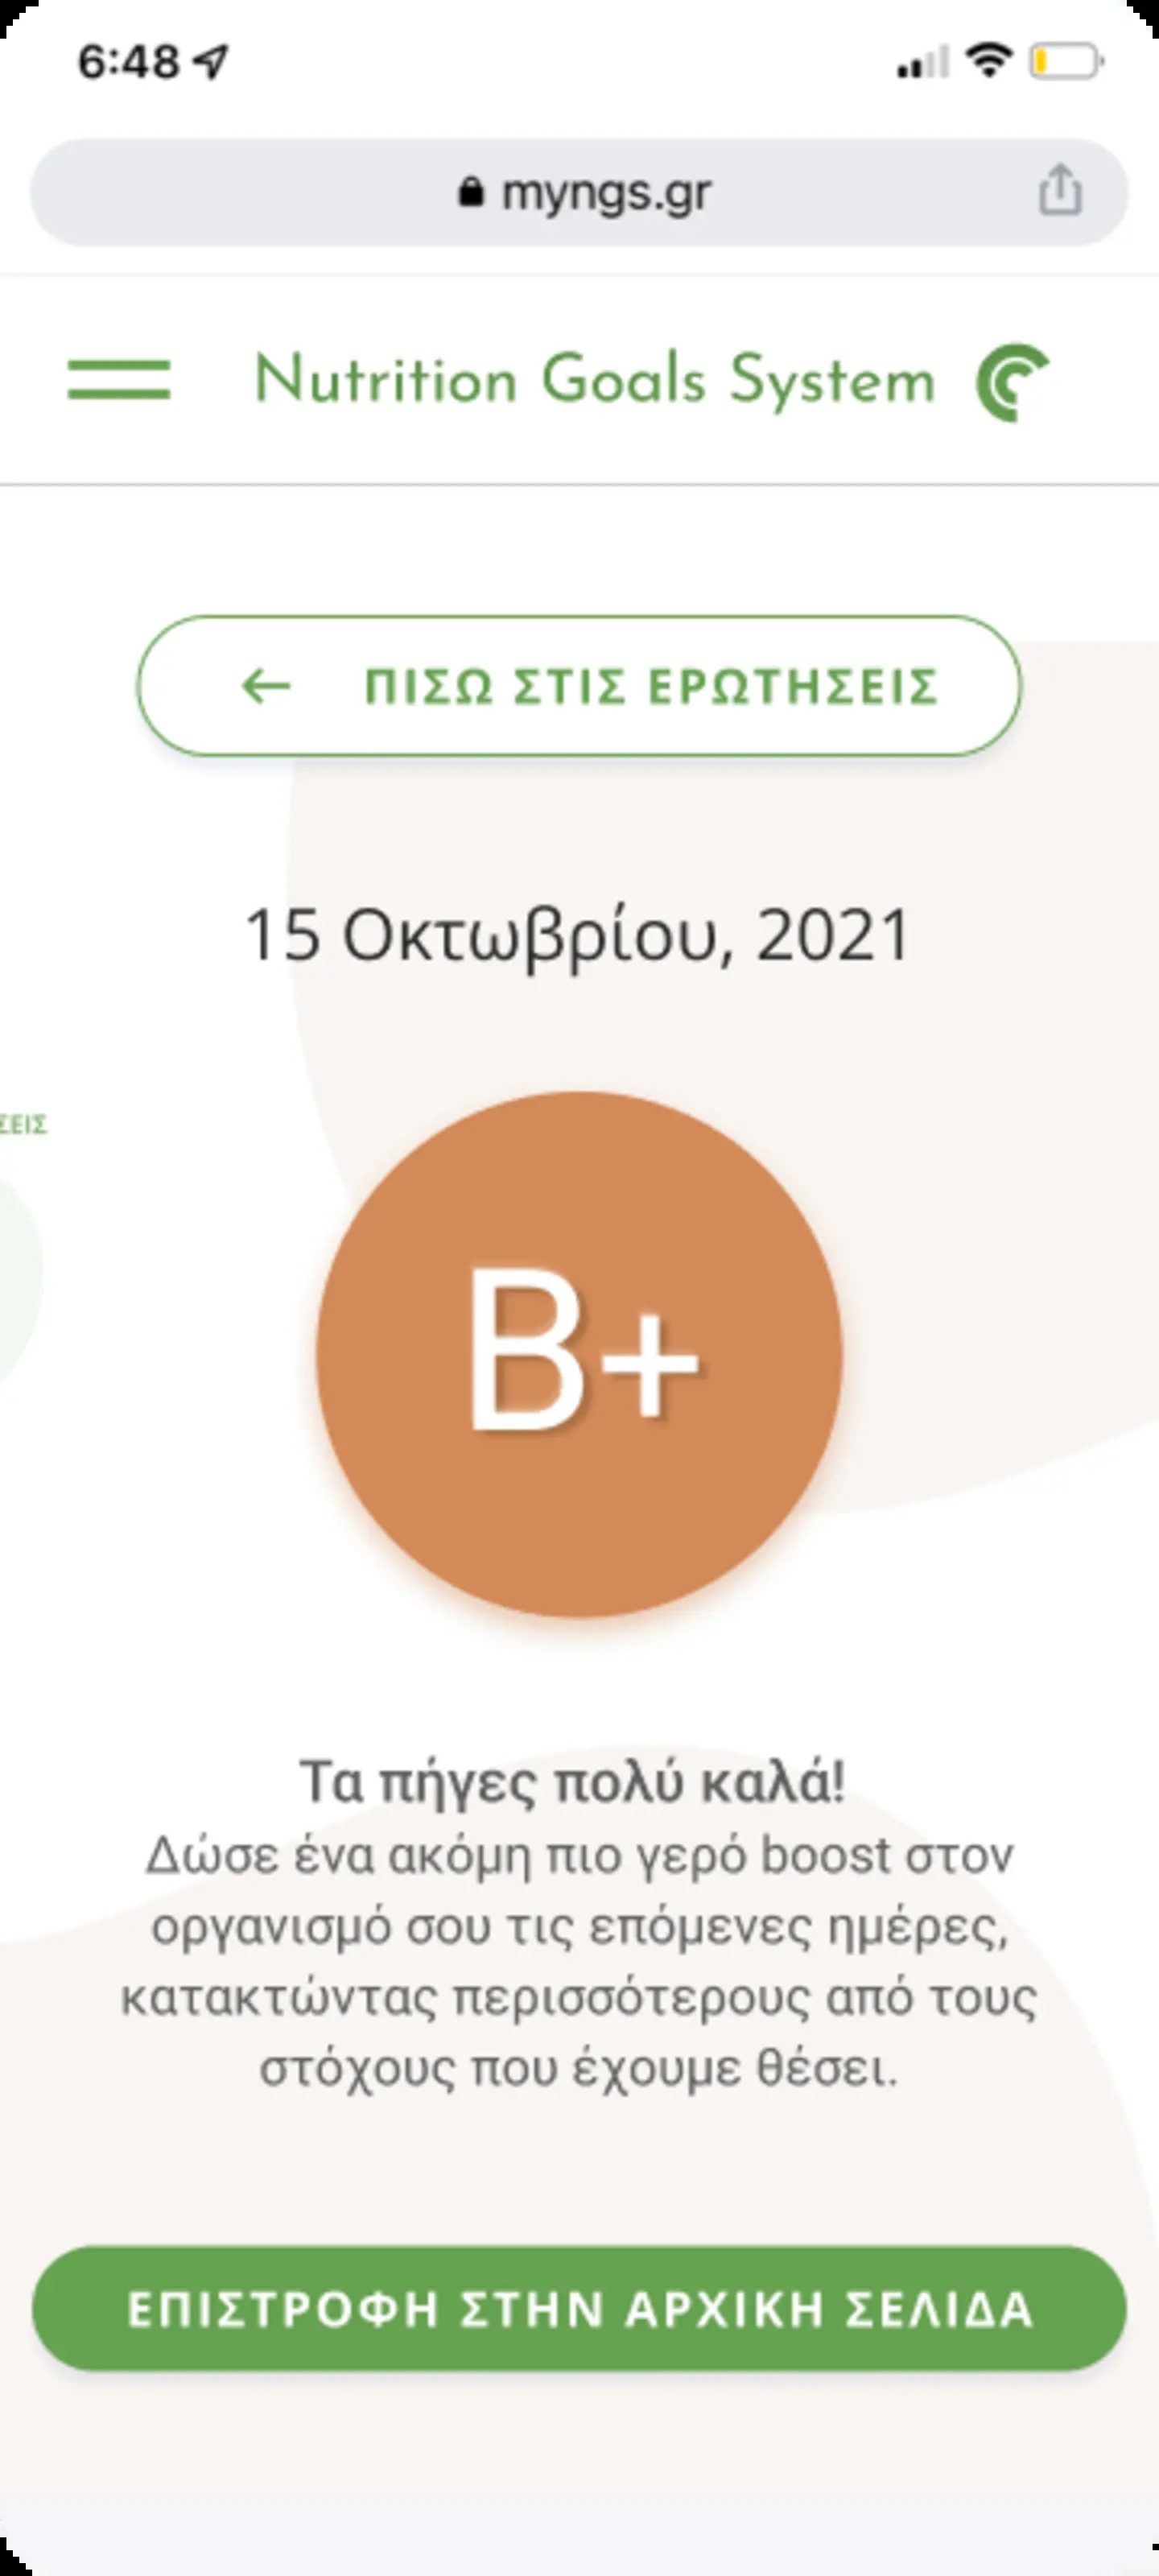 6:48
myngs.gr
Nutrition Goals System
ΠΙΣΩ ΣΤΙΣ ΕΡΩΤΗΣΕΙΣ
15 Οκτωβρίου, 2021
ΣΕΙΣ
B+
Τα πήγες πολύ καλά!
Δώσε ένα ακόμη πιο γερό boost στον
οργανισμό σου τις επόμενες ημέρες,
κατακτώντας περισσότερους από τους
στόχους που έχουμε θέσει.
ΕΠΙΣΤΡΟΦΗ ΣΤΗΝ ΑΡΧΙΚΗ ΣΕΛΙΔΑ